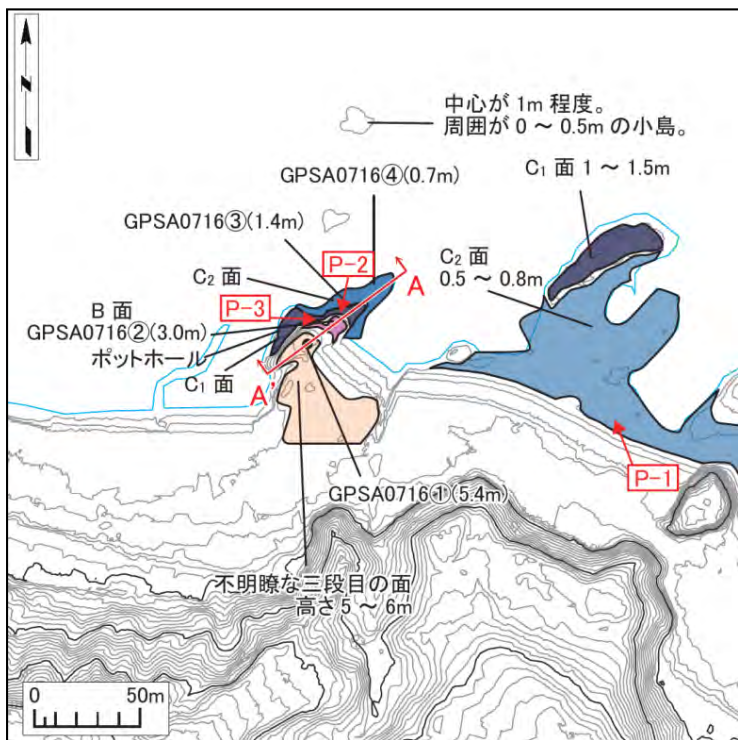 N
中心が 1m 程度。
周囲が 0 ～ 0.5m の小島。
GPSA0716④(0.7m)
C₁ 面 1 ～ 1.5m
GPSA0716③(1.4m)
P-2
C₂ 面
C₂ 面
0.5 ～ 0.8m
A
P-3
B 面
GPSA0716②(3.0m)
ポットホール
C₁ 面
A'
P-1
GPSA0716①(5.4m)
不明瞭な三段目の面
高さ 5 ～ 6m
0
50m